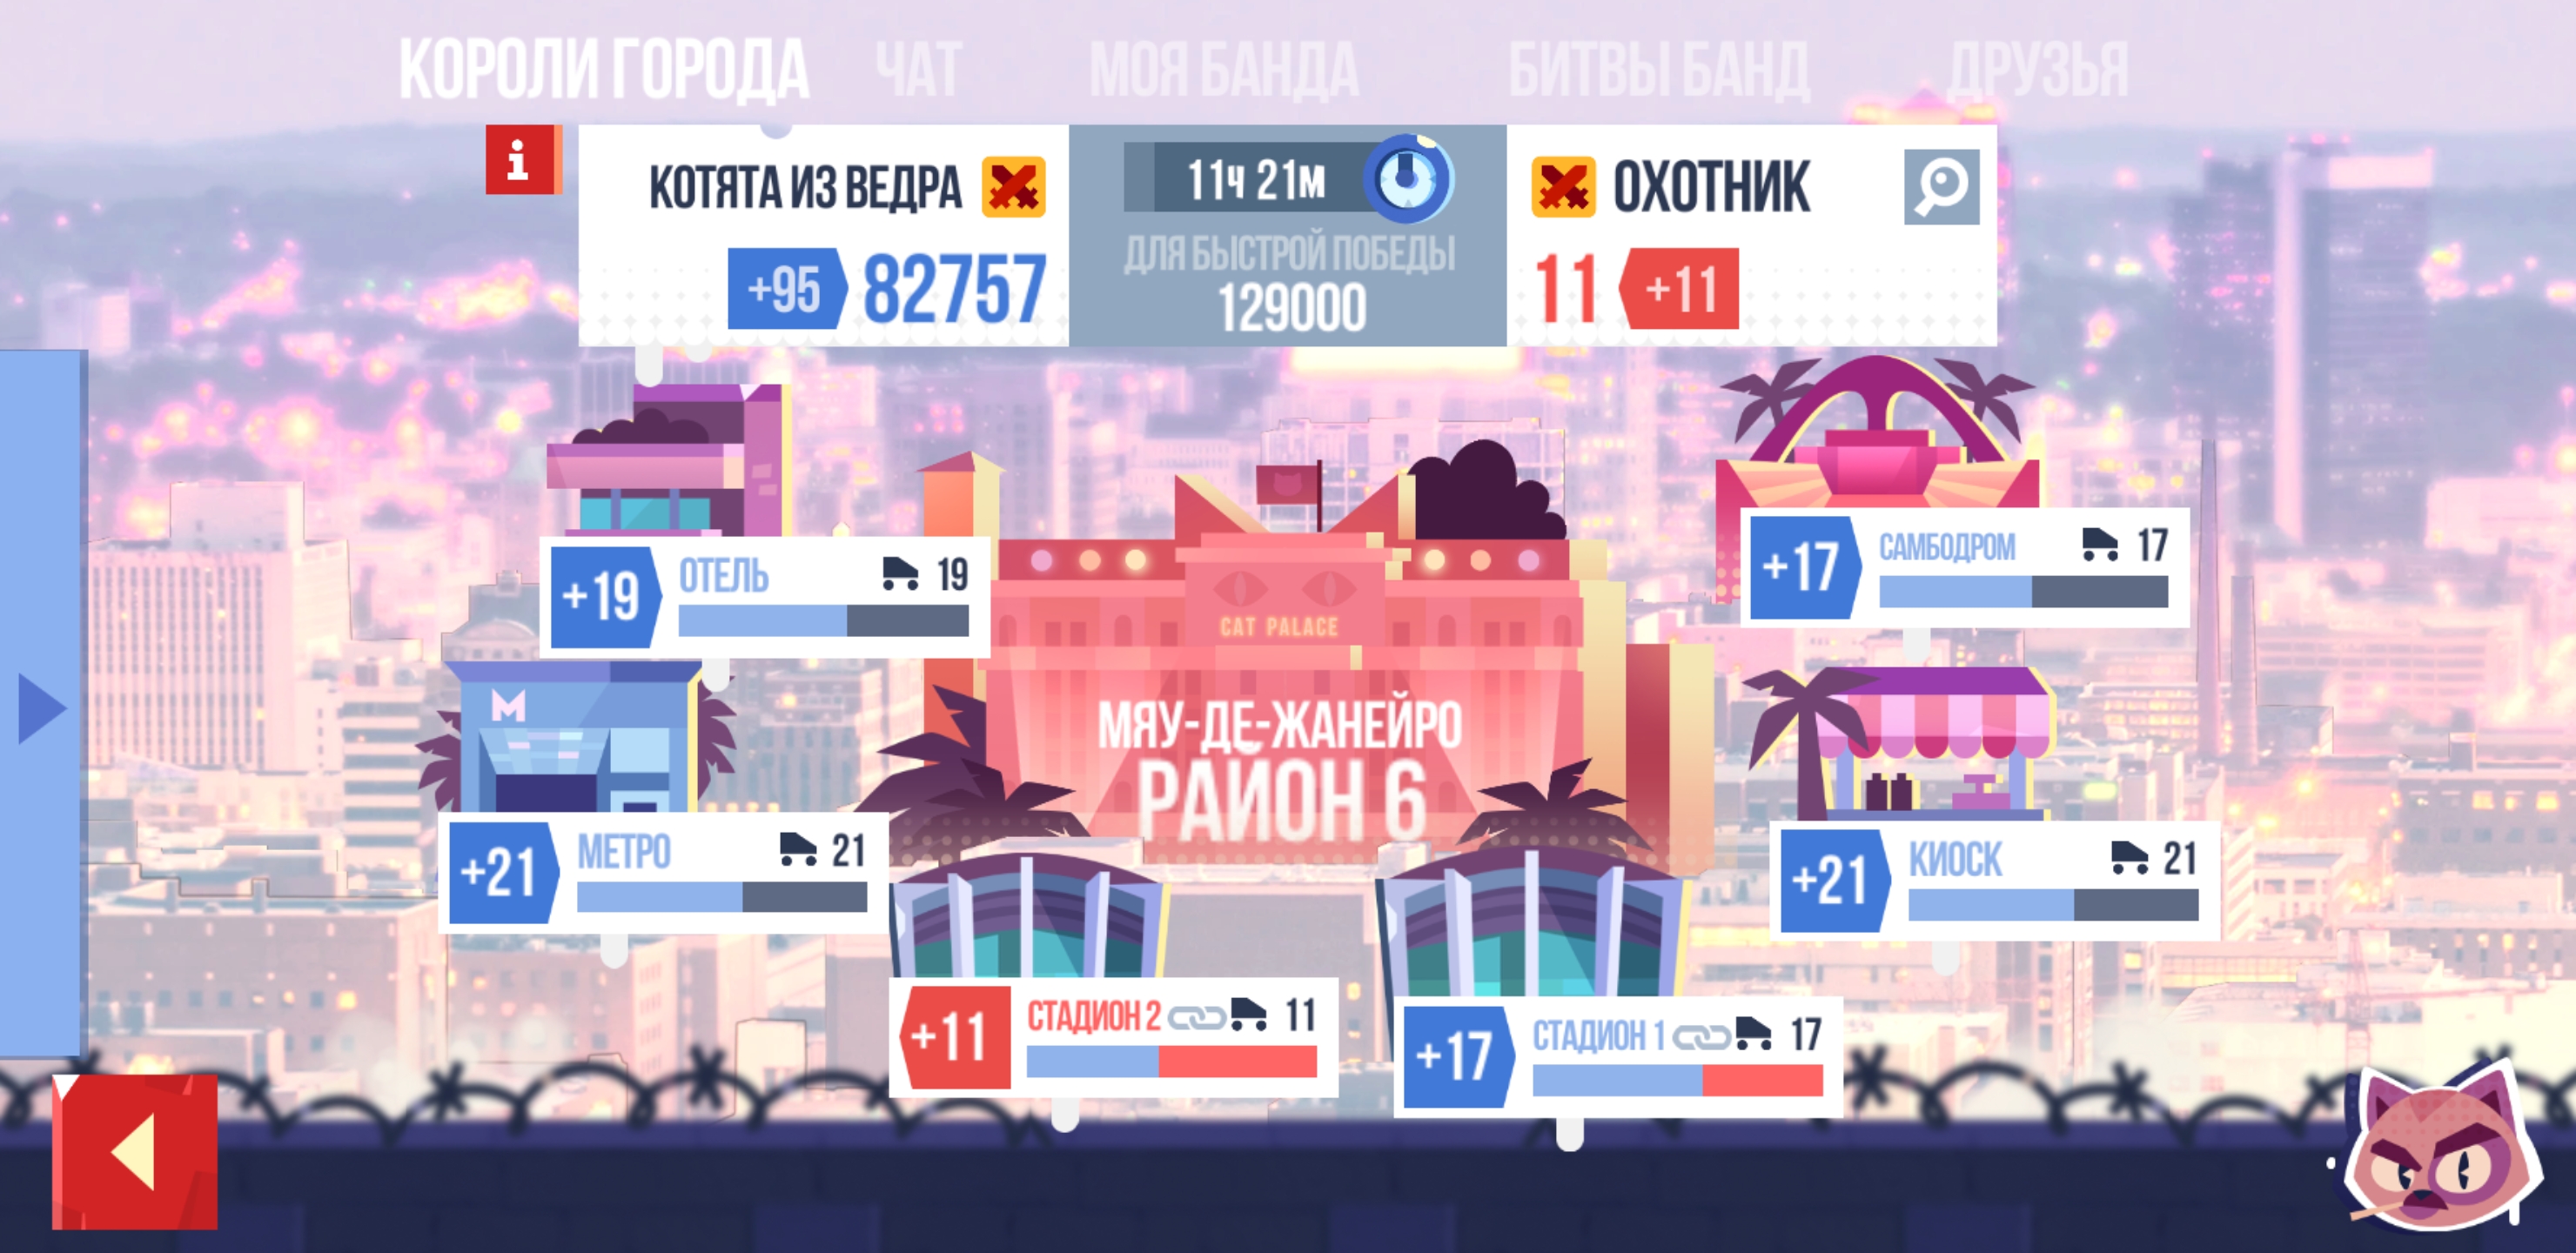 КОРОЛИ ГОРОДА ЧАТ МОЯ БАНДА БИТВЫ БАНД ДРУЗЬЯ
i
КОТЯТА ИЗ ВЕДРА
+95 82757
11Ч 21М
ДЛЯ БЫСТРОЙ ПОБЕДЫ
129000
ОХОТНИК
11 +11
+19 ОТЕЛЬ 19
+17 САМБОДРОМ 17
CAT PALACE
МЯУ-ДЕ-ЖАНЕЙРО
РАЙОН 6
M
+21 МЕТРО 21
+21 КИОСК 21
+11 СТАДИОН 2 11
+17 СТАДИОН 1 17